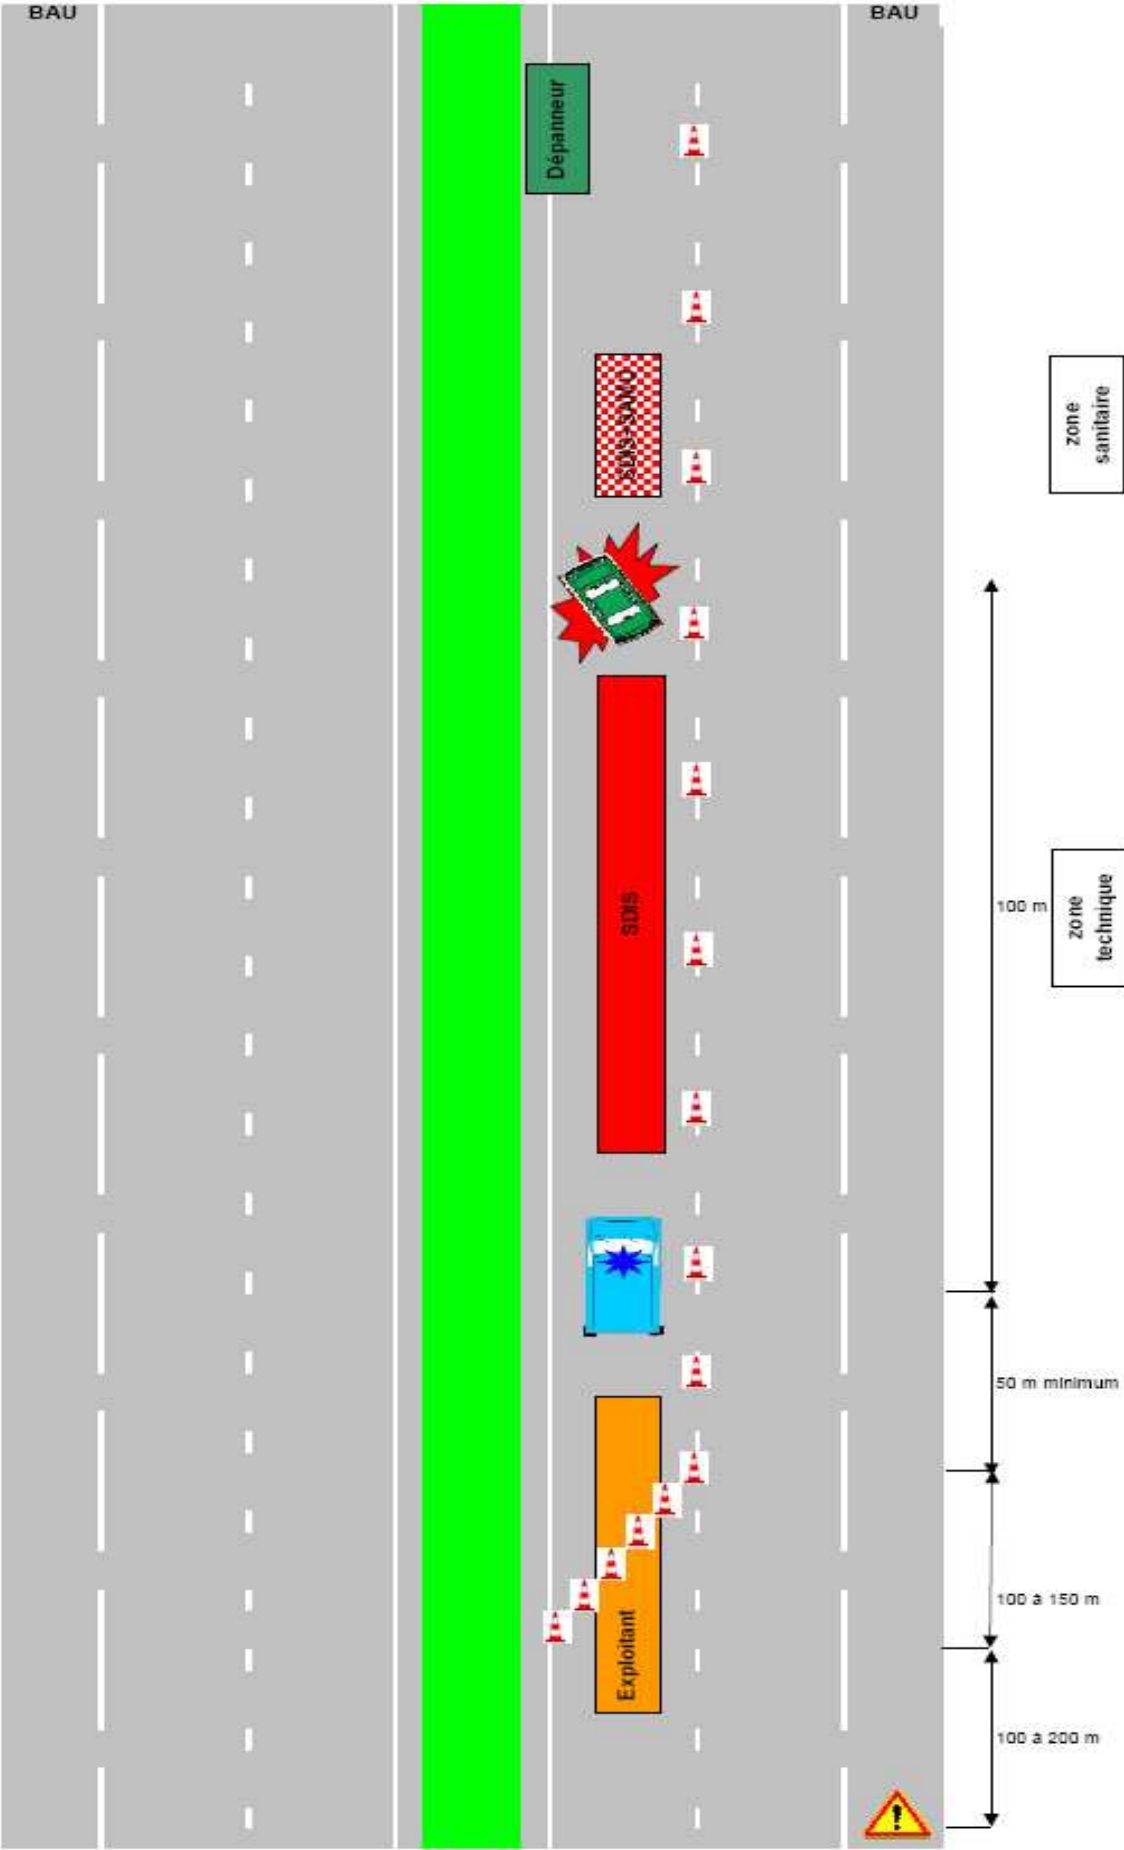 BAU
BAU
Dépanneur
SDIS+SAMU
zone
sanitaire
SDIS
100 m
zone
technique
50 m minimum
Exploitant
100 à 150 m
100 à 200 m
!